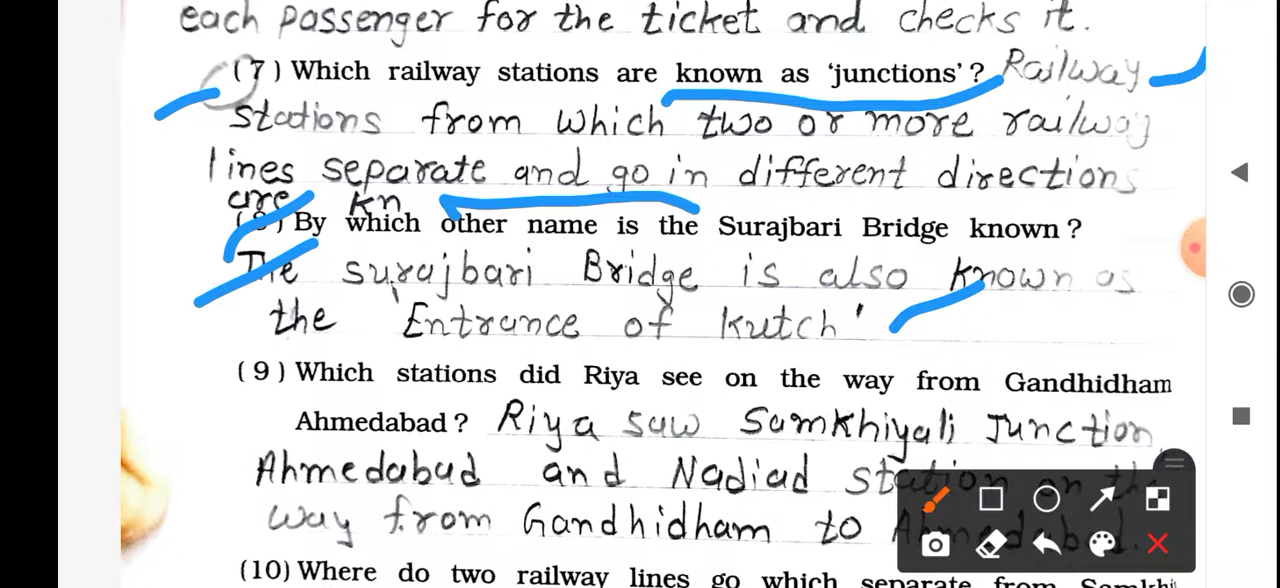 each passenger for the ticket and checks it.
(7) Which railway stations are known as 'junctions'? Railway
stations from which two or more railway
lines separate and go in different directions
are kn
(8) By which other name is the Surajbari Bridge known?
The surajbari Bridge is also known as
the 'Entrance of Kutch'
(9) Which stations did Riya see on the way from Gandhidham
Ahmedabad? Riya saw Samkhiyali Junction,
Ahmedabad and Nadiad station on the
way from Gandhidham to Ahmedabad.
(10) Where do two railway lines go which separate from Samkhi